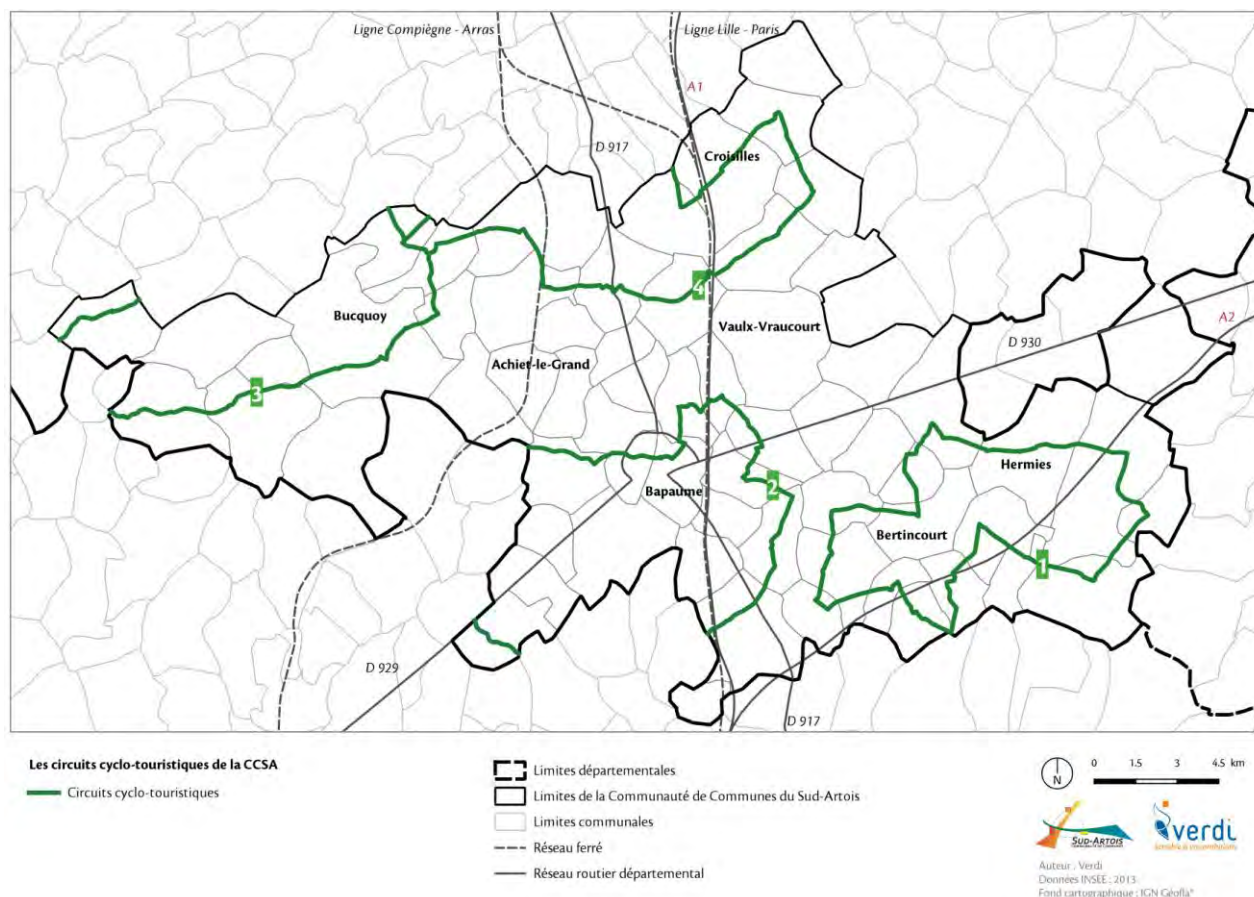 Ligne Compiègne - Arras
Ligne Lille - Paris
A1
D 917
Croisilles
4
Bucquoy
Vaulx-Vraucourt
A2
D 930
Achiet-le-Grand
3
Hermies
2
Bapaume
Bertincourt
1
D 929
D 917
Les circuits cyclo-touristiques de la CCSA
Circuits cyclo-touristiques
Limites départementales
Limites de la Communauté de Communes du Sud-Artois
Limites communales
Réseau ferré
Réseau routier départemental
N
0 1.5 3 4.5 km
SUD-ARTOIS
verdi
Auteur : Verdi
Données INSEE : 2013
Fond cartographique : IGN Géofla®